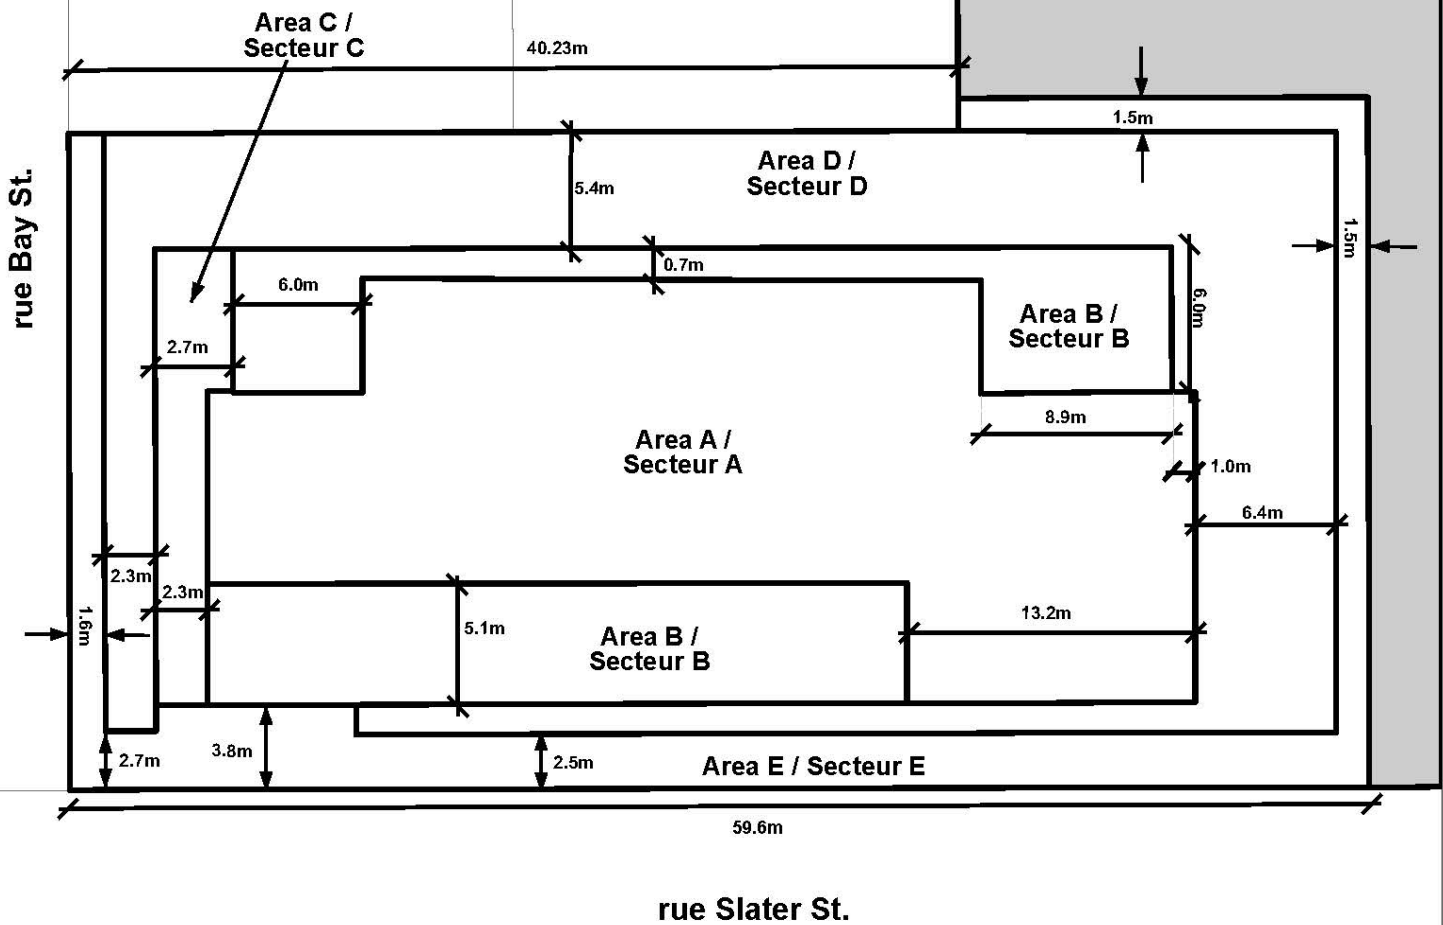 Area C /
Secteur C
40.23m
1.5m
Area D /
Secteur D
5.4m
rue Bay St.
1.5m
0.7m
6.0m
6.0m
Area B /
Secteur B
2.7m
8.9m
Area A /
Secteur A
1.0m
6.4m
2.3m
2.3m
1.6m
5.1m
Area B /
Secteur B
13.2m
2.7m
3.8m
2.5m
Area E / Secteur E
59.6m
rue Slater St.